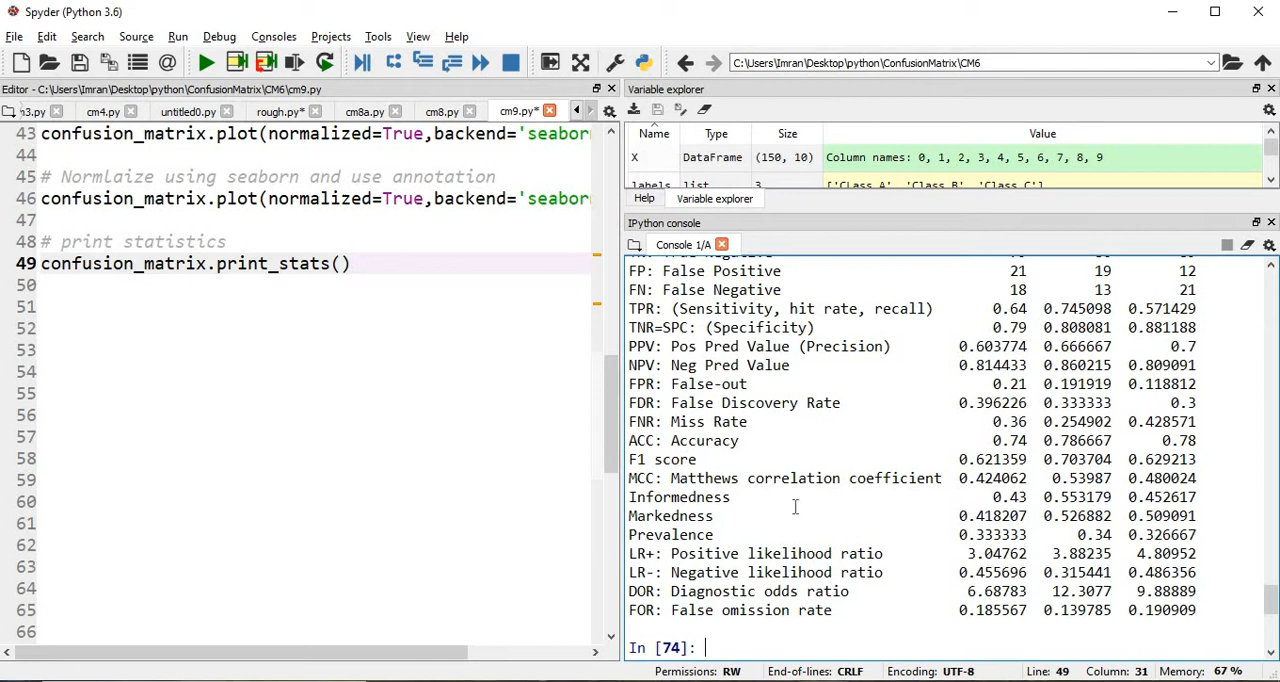 Spyder (Python 3.6)
File Edit Search Source Run Debug Consoles Projects Tools View Help
C:\Users\Imran\Desktop\python\ConfusionMatrix\CM6
Editor - C:\Users\Imran\Desktop\python\ConfusionMatrix\CM6\cm9.py
n3.py cm4.py untitled0.py rough.py* cm8a.py cm8.py cm9.py*
43 confusion_matrix.plot(normalized=True,backend='seaborn
44
45 # Normlaize using seaborn and use annotation
46 confusion_matrix.plot(normalized=True,backend='seaborn
47
48 # print statistics
49 confusion_matrix.print_stats()
50
51
52
53
54
55
56
57
58
59
60
61
62
63
64
65
66
Variable explorer
Name Type Size Value
X DataFrame (150, 10) Column names: 0, 1, 2, 3, 4, 5, 6, 7, 8, 9
labels list 3 ['Class A', 'Class B', 'Class C']
Help Variable explorer
IPython console
Console 1/A
FP: False Positive 21 19 12
FN: False Negative 18 13 21
TPR: (Sensitivity, hit rate, recall) 0.64 0.745098 0.571429
TNR=SPC: (Specificity) 0.79 0.808081 0.881188
PPV: Pos Pred Value (Precision) 0.603774 0.666667 0.7
NPV: Neg Pred Value 0.814433 0.860215 0.809091
FPR: False-out 0.21 0.191919 0.118812
FDR: False Discovery Rate 0.396226 0.333333 0.3
FNR: Miss Rate 0.36 0.254902 0.428571
ACC: Accuracy 0.74 0.786667 0.78
F1 score 0.621359 0.703704 0.629213
MCC: Matthews correlation coefficient 0.424062 0.53987 0.480024
Informedness 0.43 0.553179 0.452617
Markedness 0.418207 0.526882 0.509091
Prevalence 0.333333 0.34 0.326667
LR+: Positive likelihood ratio 3.04762 3.88235 4.80952
LR-: Negative likelihood ratio 0.455696 0.315441 0.486356
DOR: Diagnostic odds ratio 6.68783 12.3077 9.88889
FOR: False omission rate 0.185567 0.139785 0.190909
In [74]:
Permissions: RW End-of-lines: CRLF Encoding: UTF-8 Line: 49 Column: 31 Memory: 67 %